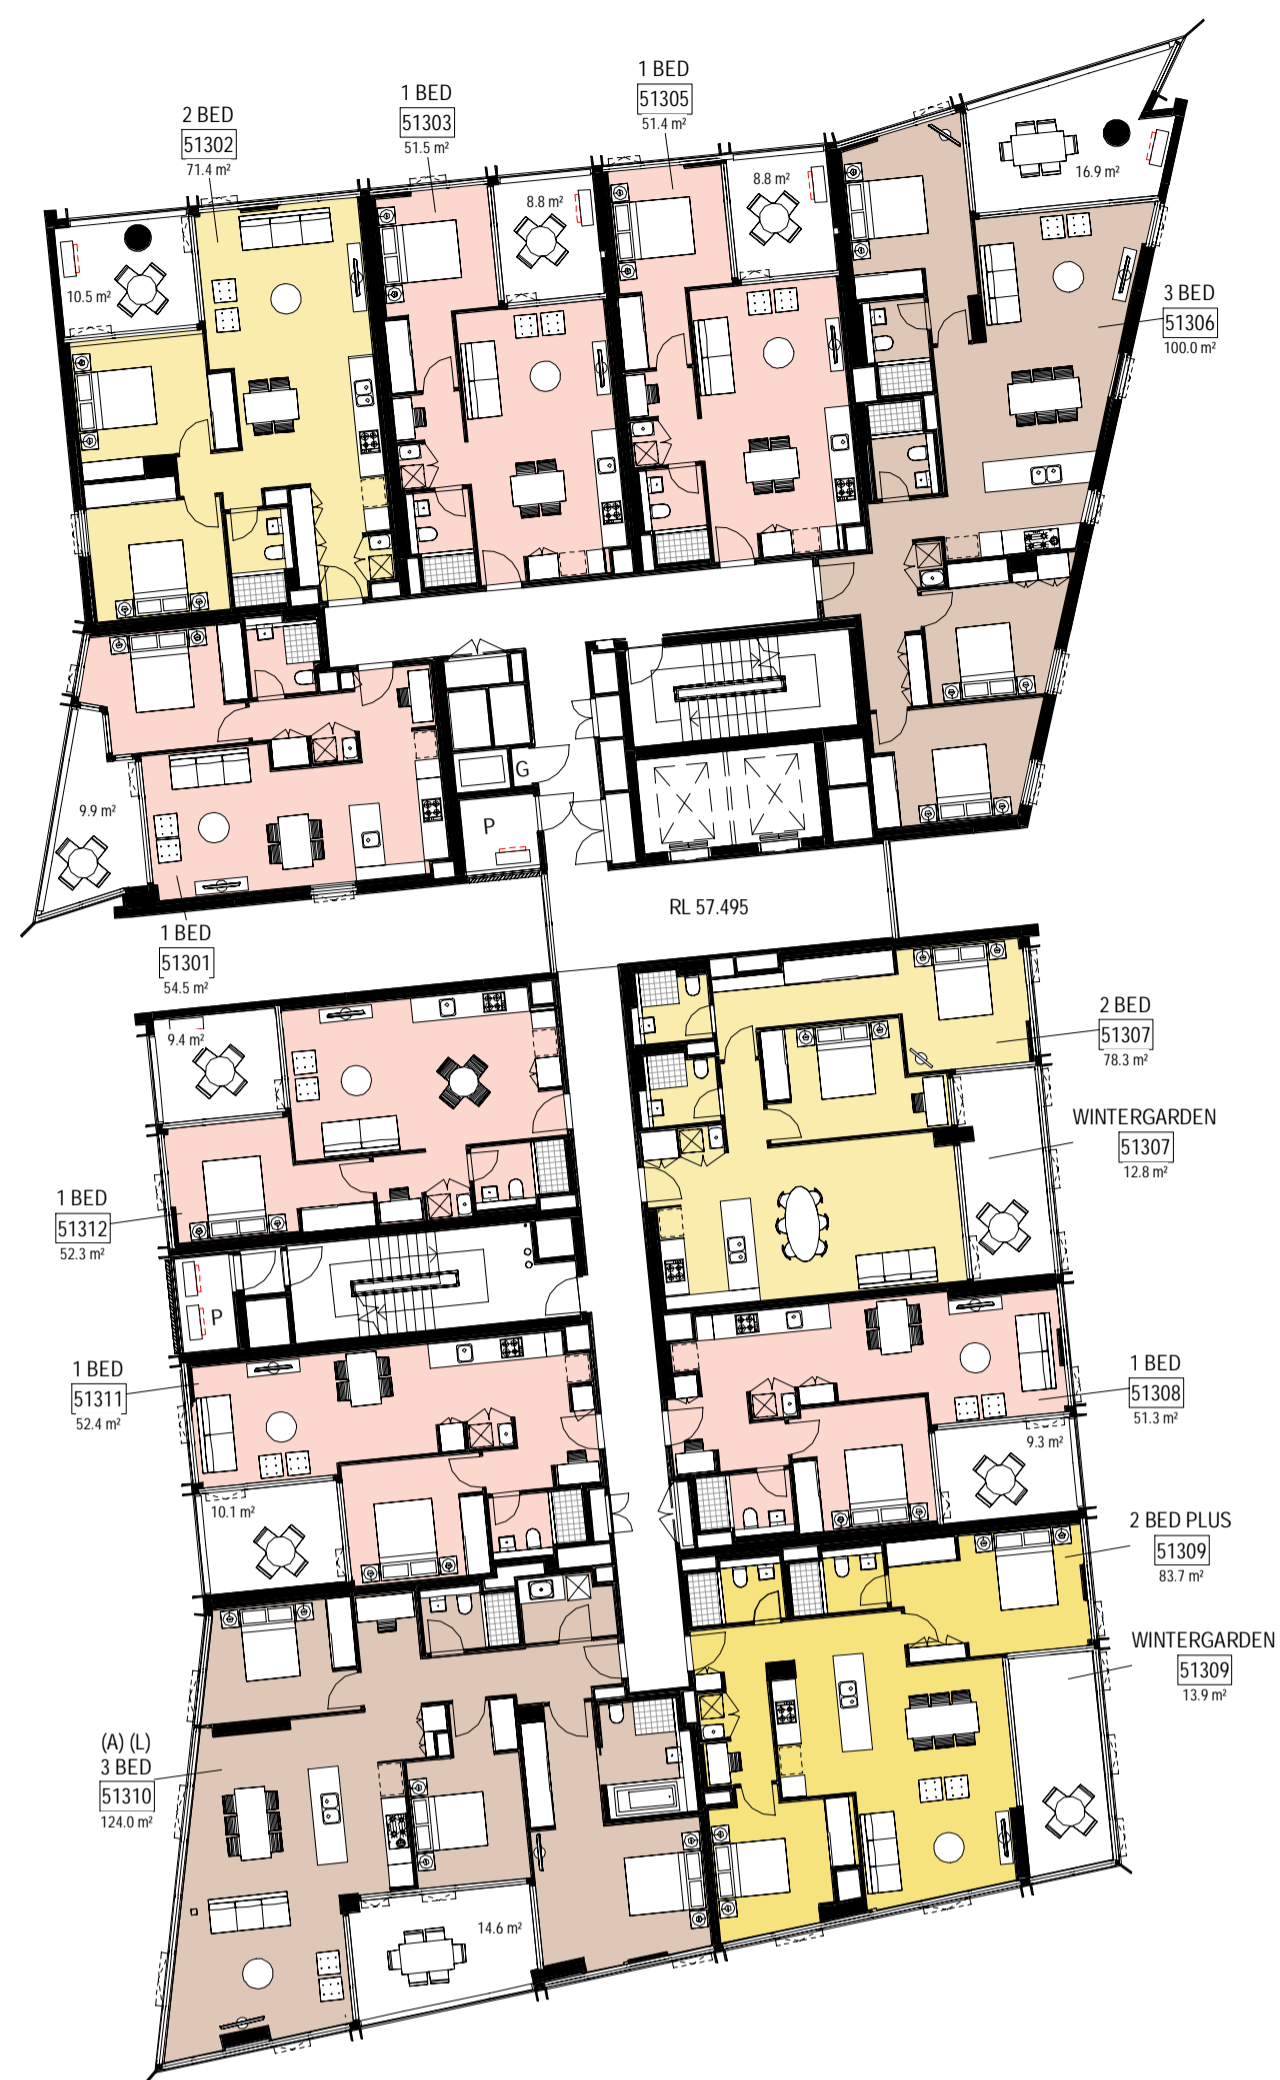 1 BED
51305
51.4 m²
1 BED
51303
51.5 m²
2 BED
51302
71.4 m²
8.8 m²
8.8 m²
16.9 m²
10.5 m²
3 BED
51306
100.0 m²
G
P
9.9 m²
RL 57.495
1 BED
51301
54.5 m²
9.4 m²
2 BED
51307
78.3 m²
WINTERGARDEN
51307
12.8 m²
1 BED
51312
52.3 m²
P
1 BED
51311
52.4 m²
1 BED
51308
51.3 m²
9.3 m²
10.1 m²
2 BED PLUS
51309
83.7 m²
WINTERGARDEN
51309
13.9 m²
(A) (L)
3 BED
51310
124.0 m²
14.6 m²